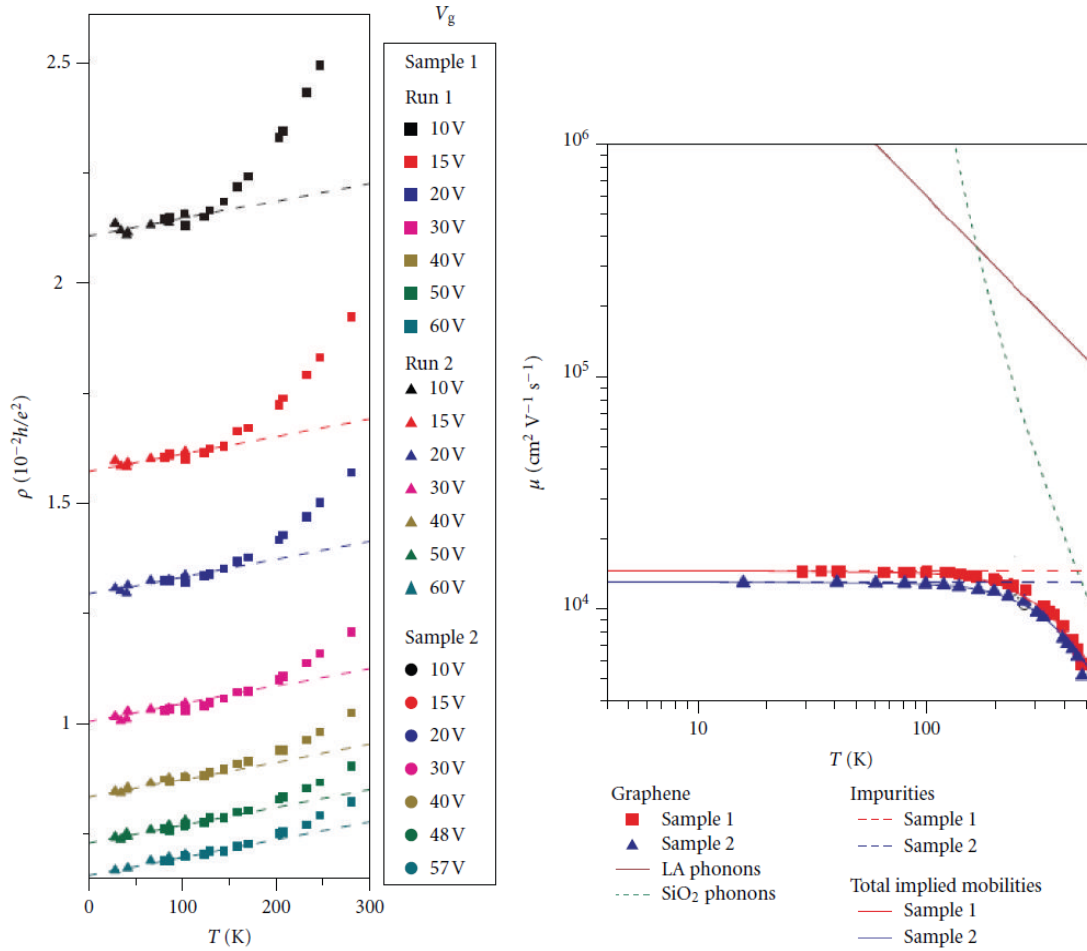 V_g
2.5
2
1.5
1
ρ (10⁻²h/e²)
0
100
200
300
T (K)
Sample 1
Run 1
10 V
15 V
20 V
30 V
40 V
50 V
60 V
Run 2
10 V
15 V
20 V
30 V
40 V
50 V
60 V
Sample 2
10 V
15 V
20 V
30 V
40 V
48 V
57 V
10⁶
10⁵
10⁴
μ (cm² V⁻¹ s⁻¹)
10
100
T (K)
Graphene
Sample 1
Sample 2
LA phonons
SiO₂ phonons
Impurities
Sample 1
Sample 2
Total implied mobilities
Sample 1
Sample 2